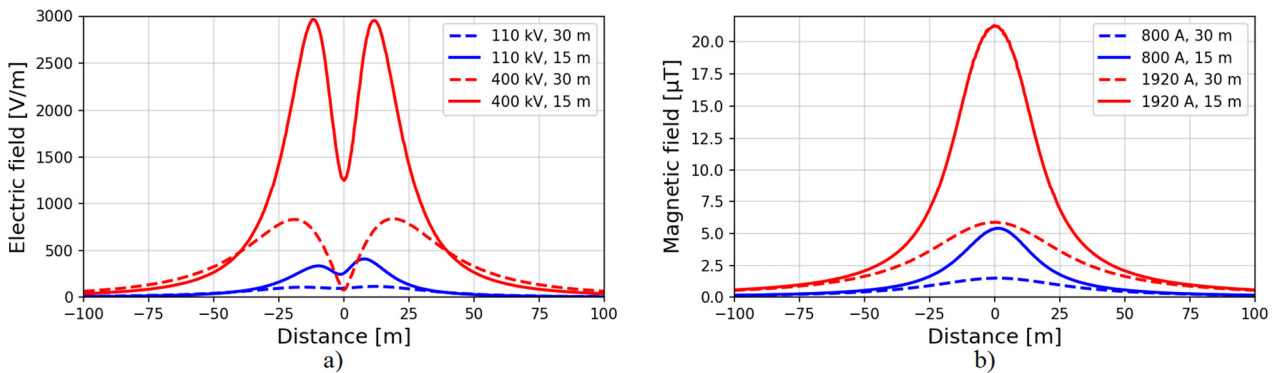 3000
2500
2000
1500
1000
500
0
Electric field [V/m]
110 kV, 30 m
110 kV, 15 m
400 kV, 30 m
400 kV, 15 m
−100 −75 −50 −25 0 25 50 75 100
Distance [m]
a)
20.0
17.5
15.0
12.5
10.0
7.5
5.0
2.5
0.0
Magnetic field [μT]
800 A, 30 m
800 A, 15 m
1920 A, 30 m
1920 A, 15 m
−100 −75 −50 −25 0 25 50 75 100
Distance [m]
b)